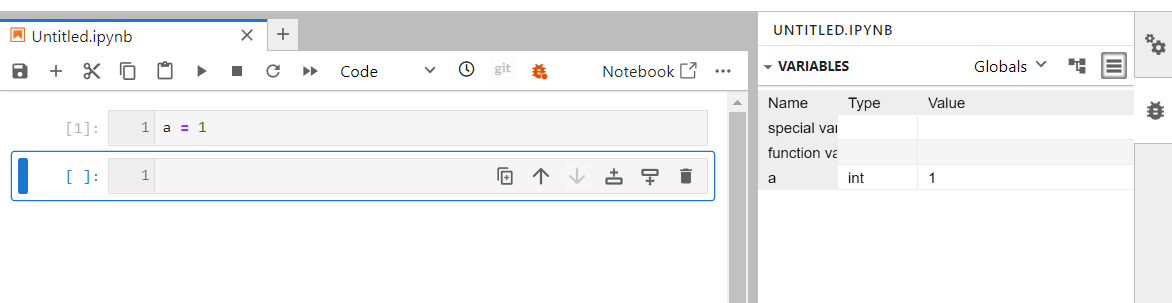 Untitled.ipynb
Code
git
Notebook
[1]:
1
a = 1
[ ]:
1
UNTITLED.IPYNB
VARIABLES
Globals
Name Type Value
special var
function va
a int 1